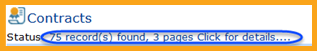 Contracts
Status 75 record(s) found, 3 pages Click for details....